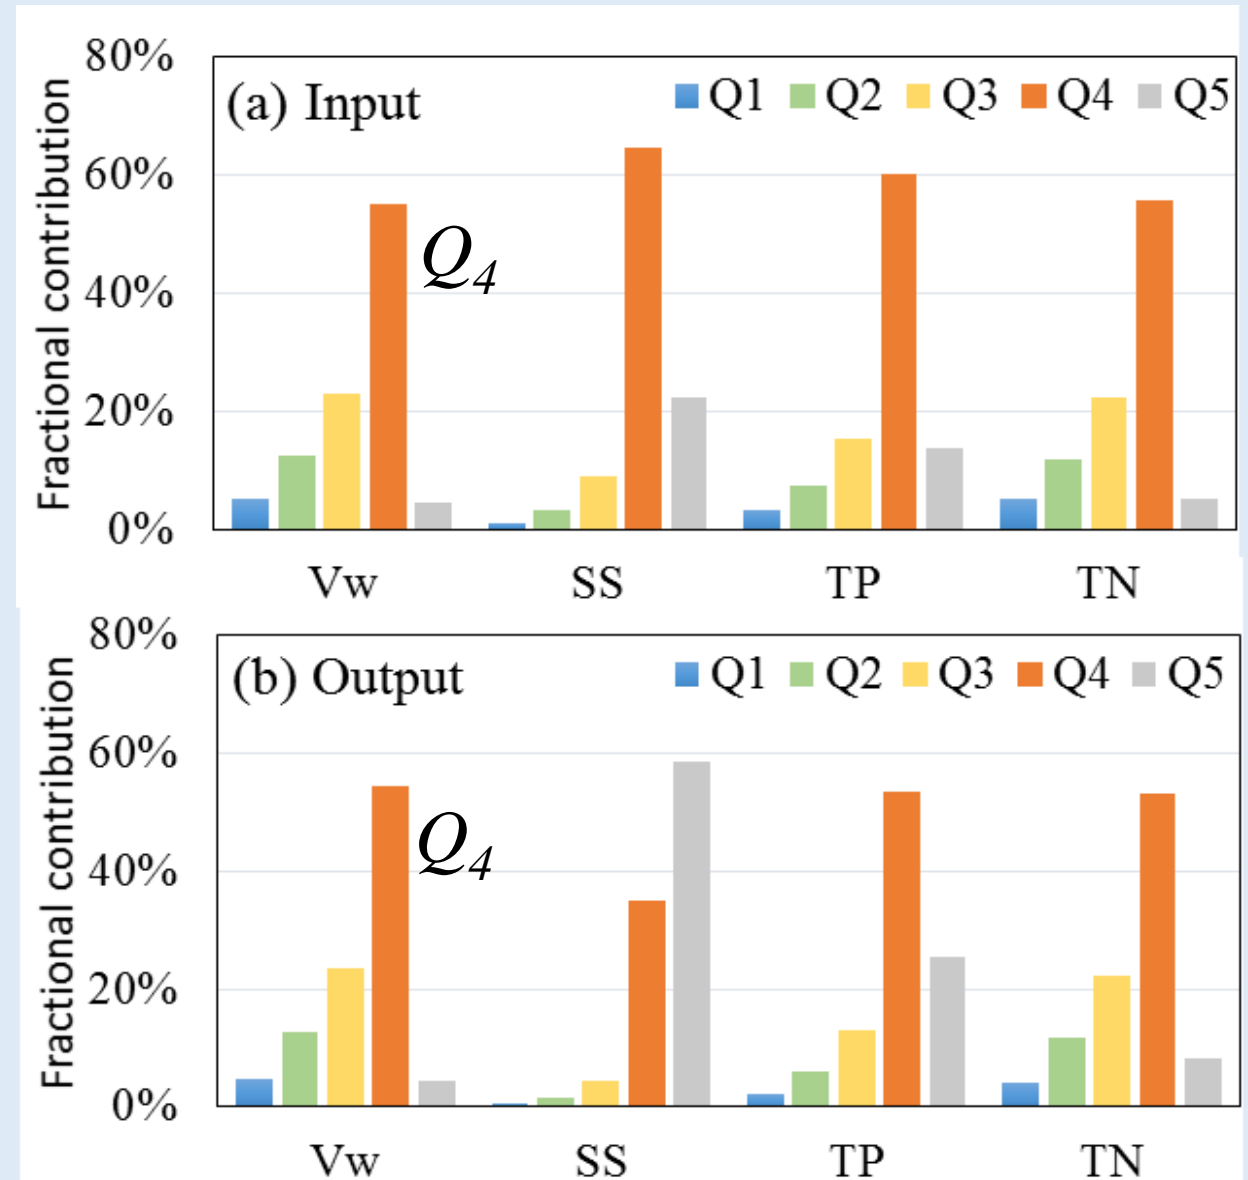 80%
(a) Input Q1 Q2 Q3 Q4 Q5
60%
Q4
40%
20%
0%
Fractional contribution
Vw SS TP TN
80%
(b) Output Q1 Q2 Q3 Q4 Q5
60%
Q4
40%
20%
0%
Fractional contribution
Vw SS TP TN